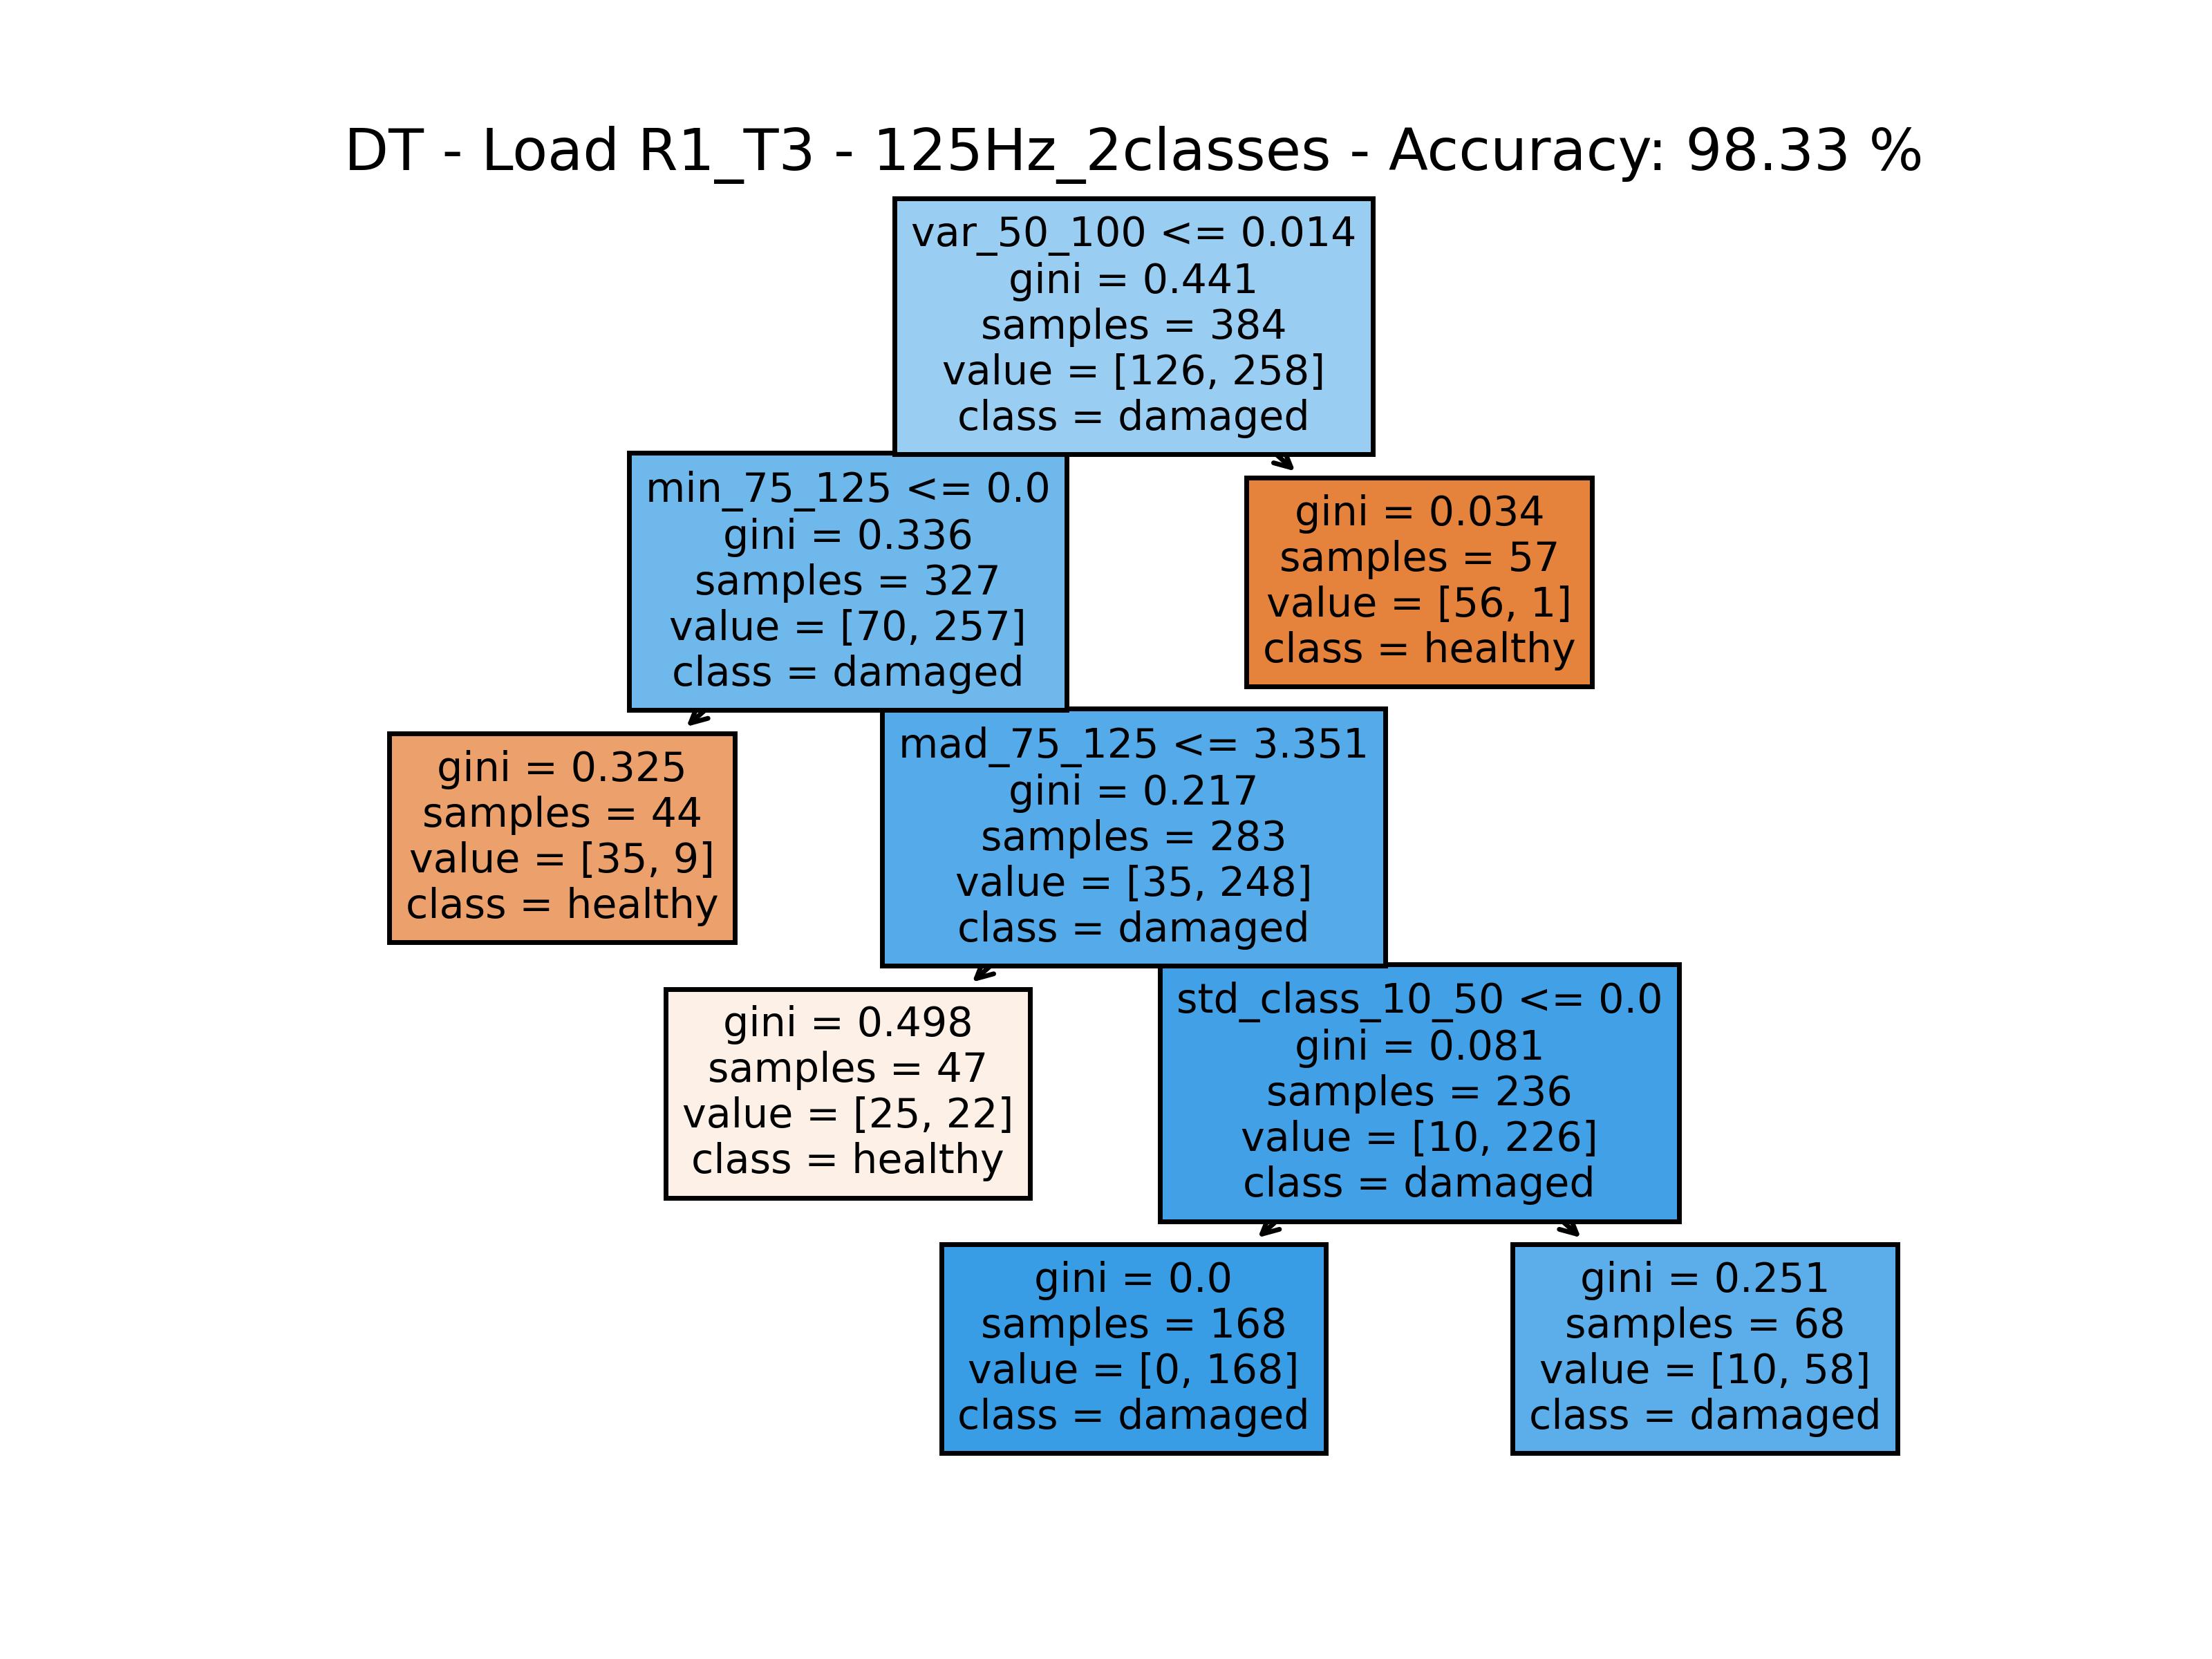 DT - Load R1_T3 - 125Hz_2classes - Accuracy: 98.33 %
var_50_100 <= 0.014
gini = 0.441
samples = 384
value = [126, 258]
class = damaged
min_75_125 <= 0.0
gini = 0.336
samples = 327
value = [70, 257]
class = damaged
gini = 0.034
samples = 57
value = [56, 1]
class = healthy
gini = 0.325
samples = 44
value = [35, 9]
class = healthy
mad_75_125 <= 3.351
gini = 0.217
samples = 283
value = [35, 248]
class = damaged
gini = 0.498
samples = 47
value = [25, 22]
class = healthy
std_class_10_50 <= 0.0
gini = 0.081
samples = 236
value = [10, 226]
class = damaged
gini = 0.0
samples = 168
value = [0, 168]
class = damaged
gini = 0.251
samples = 68
value = [10, 58]
class = damaged